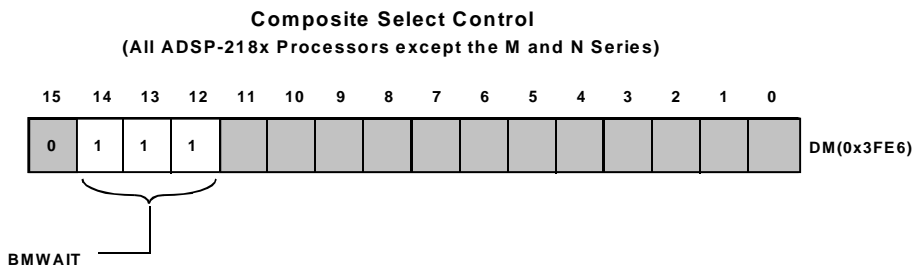 Composite Select Control
(All ADSP-218x Processors except the M and N Series)
15 14 13 12 11 10 9 8 7 6 5 4 3 2 1 0
0 1 1 1 DM(0x3FE6)
BMWAIT